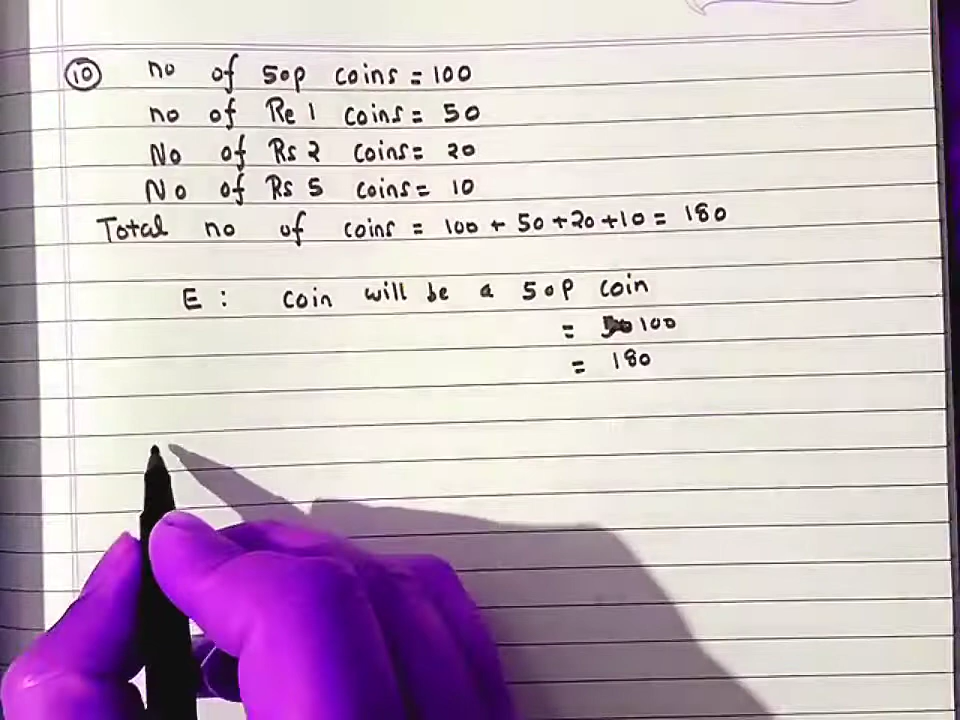 10 no of 50p coins = 100
no of Re 1 coins = 50
No of Rs 2 coins = 20
No of Rs 5 coins = 10
Total no of coins = 100 + 50 + 20 + 10 = 180
E : coin will be a 50P coin
= 100
= 180